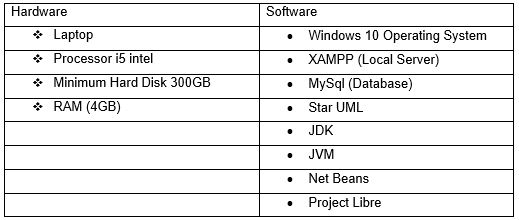 Hardware Software
❖ Laptop • Windows 10 Operating System
❖ Processor i5 intel • XAMPP (Local Server)
❖ Minimum Hard Disk 300GB • MySql (Database)
❖ RAM (4GB) • Star UML
• JDK
• JVM
• Net Beans
• Project Libre